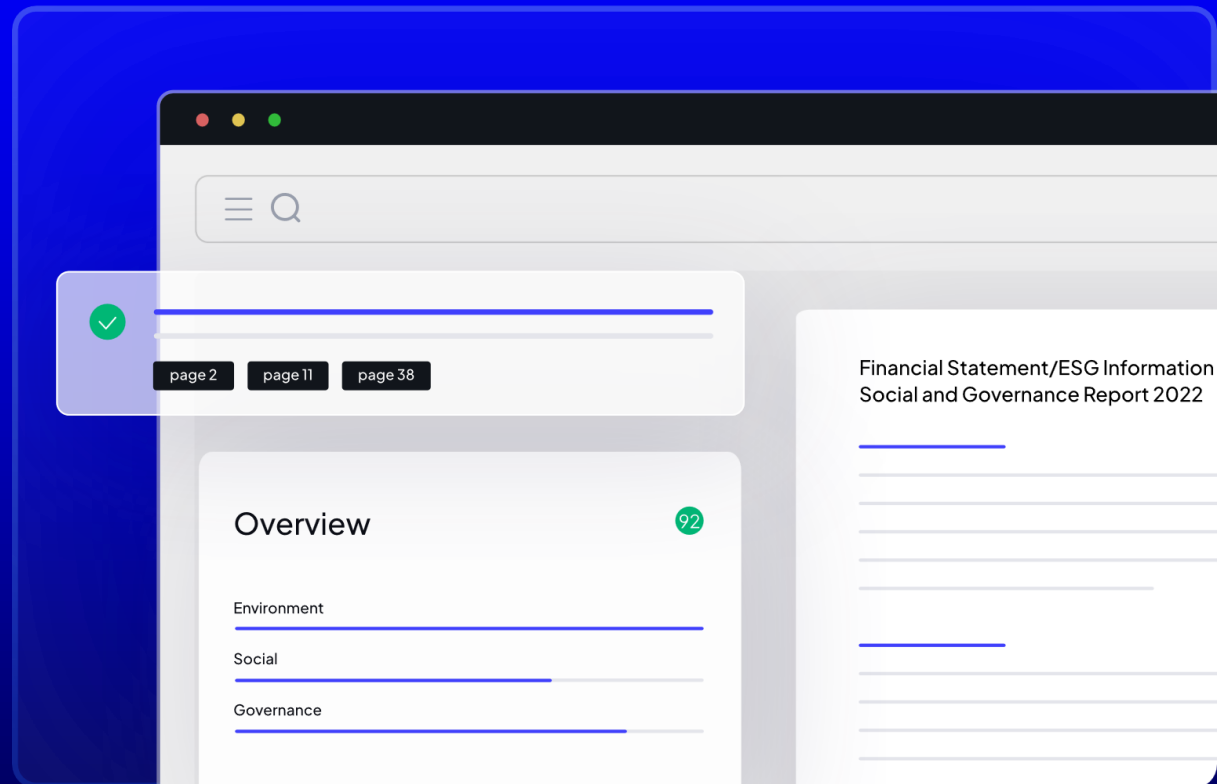 page 2 page 11 page 38
Financial Statement/ESG Information
Social and Governance Report 2022
Overview 92
Environment
Social
Governance